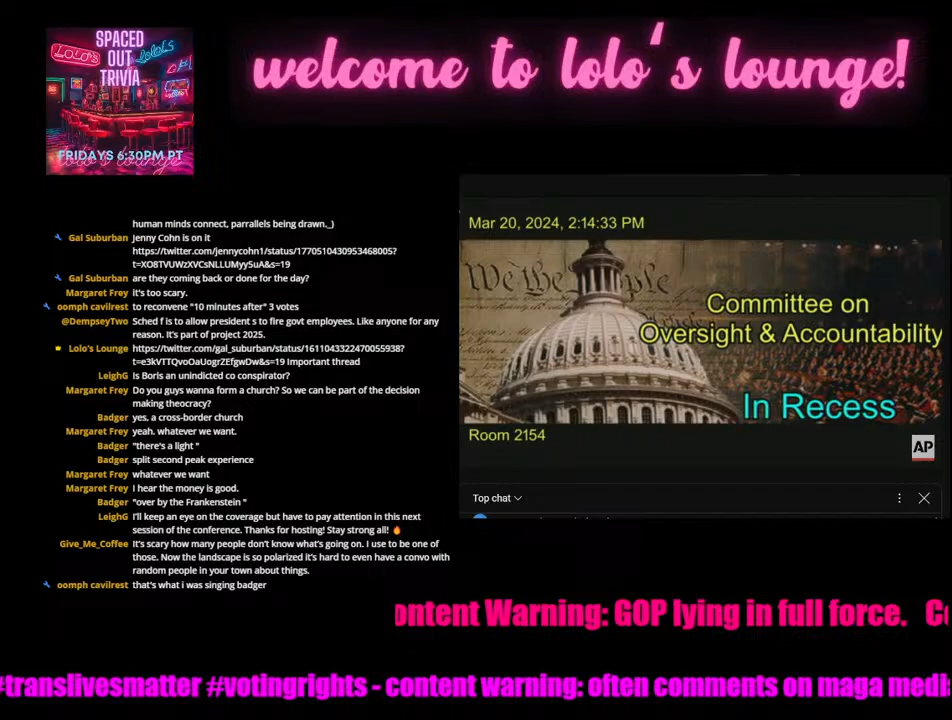 SPACED
OUT
TRIVIA
LOLO'S
LoLoLs
FRIDAYS 6:30PM PT
lolo's lounge
welcome to lolo's lounge!
human minds connect, parrallels being drawn._)
Gal Suburban Jenny Cohn is on it
https://twitter.com/jennycohn1/status/1770510430953468005?
t=XO8TVUWzXVCsNLLUMyy5uA&s=19
Gal Suburban are they coming back or done for the day?
Margaret Frey it's too scary.
oomph cavilrest to reconvene "10 minutes after" 3 votes
@DempseyTwo Sched f is to allow president s to fire govt employees. Like anyone for any
reason. It's part of project 2025.
Lolo's Lounge https://twitter.com/gal_suburban/status/1611043322470055938?
t=e3kVTTQvoOaUogrZEfgwDw&s=19 Important thread
LeighG Is Boris an unindicted co conspirator?
Margaret Frey Do you guys wanna form a church? So we can be part of the decision
making theocracy?
Badger yes, a cross-border church
Margaret Frey yeah. whatever we want.
Badger "there's a light "
Badger split second peak experience
Margaret Frey whatever we want
Margaret Frey I hear the money is good.
Badger "over by the Frankenstein "
LeighG I'll keep an eye on the coverage but have to pay attention in this next
session of the conference. Thanks for hosting! Stay strong all! 🔥
Give_Me_Coffee It's scary how many people don't know what's going on. I use to be one of
those. Now the landscape is so polarized it's hard to even have a convo with
random people in your town about things.
oomph cavilrest that's what i was singing badger
Mar 20, 2024, 2:14:33 PM
We the People
Committee on
Oversight & Accountability
In Recess
Room 2154
AP
Top chat
ontent Warning: GOP lying in full force. Co
#translivesmatter #votingrights - content warning: often comments on maga medi